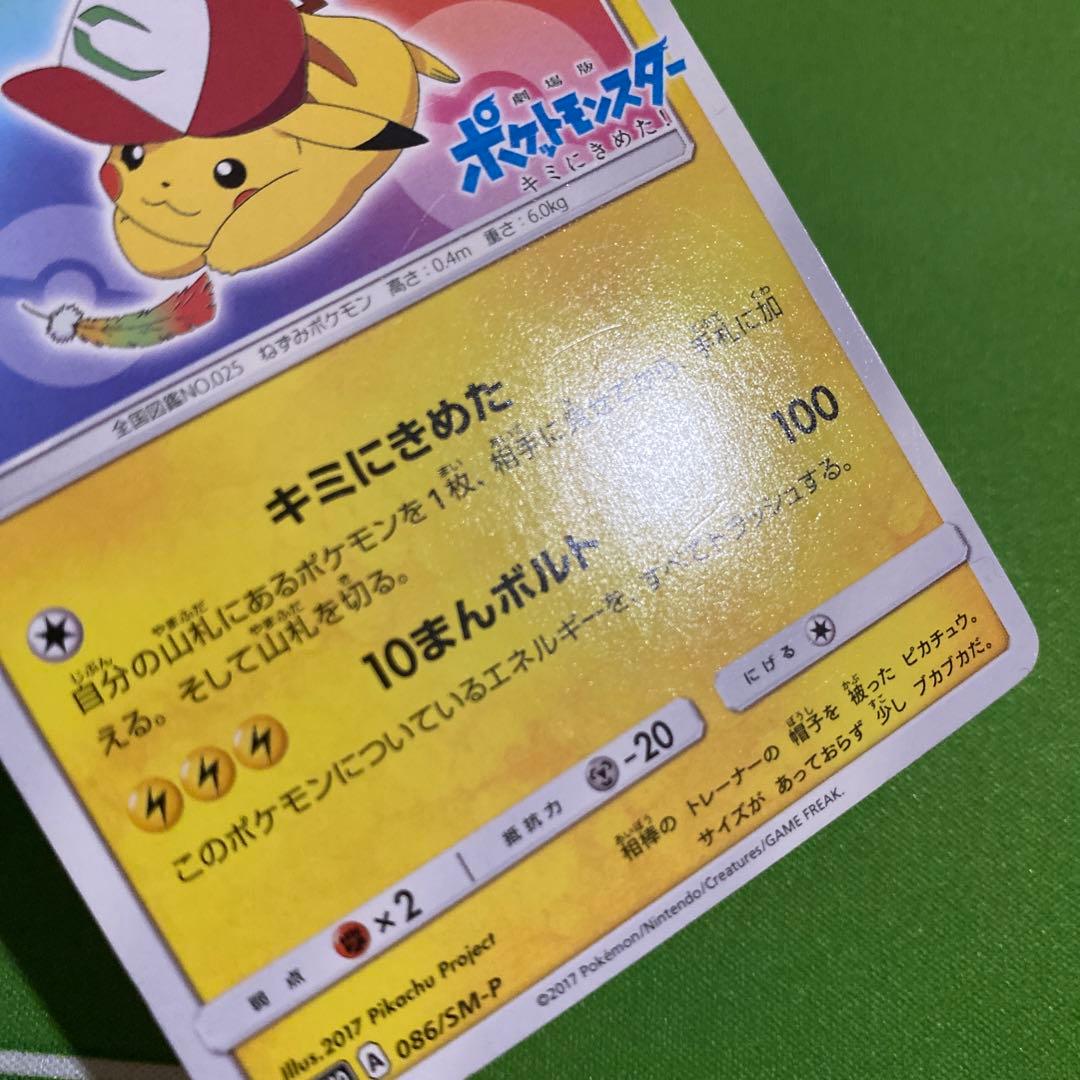 劇場版
ポケットモンスター
キミにきめた!
全国図鑑NO.025 ねずみポケモン 高さ:0.4m 重さ:6.0kg
キミにきめた
自分の山札にあるポケモンを1枚、相手に見せてから、手札に加
える。そして山札を切る。
10まんボルト 100
このポケモンについているエネルギーを、すべてトラッシュする。
弱点 ×2 抵抗力 -20 にげる
相棒の トレーナーの 帽子を 被った ピカチュウ。
サイズが あっておらず 少し ブカブカだ。
Illus.2017 Pikachu Project
A 086/SM-P
©2017 Pokémon/Nintendo/Creatures/GAME FREAK.